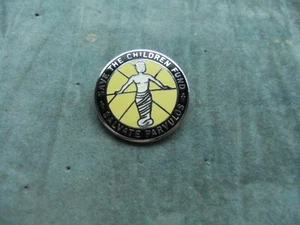 SAVE THE CHILDREN FUND
SALVATE PARVULOS